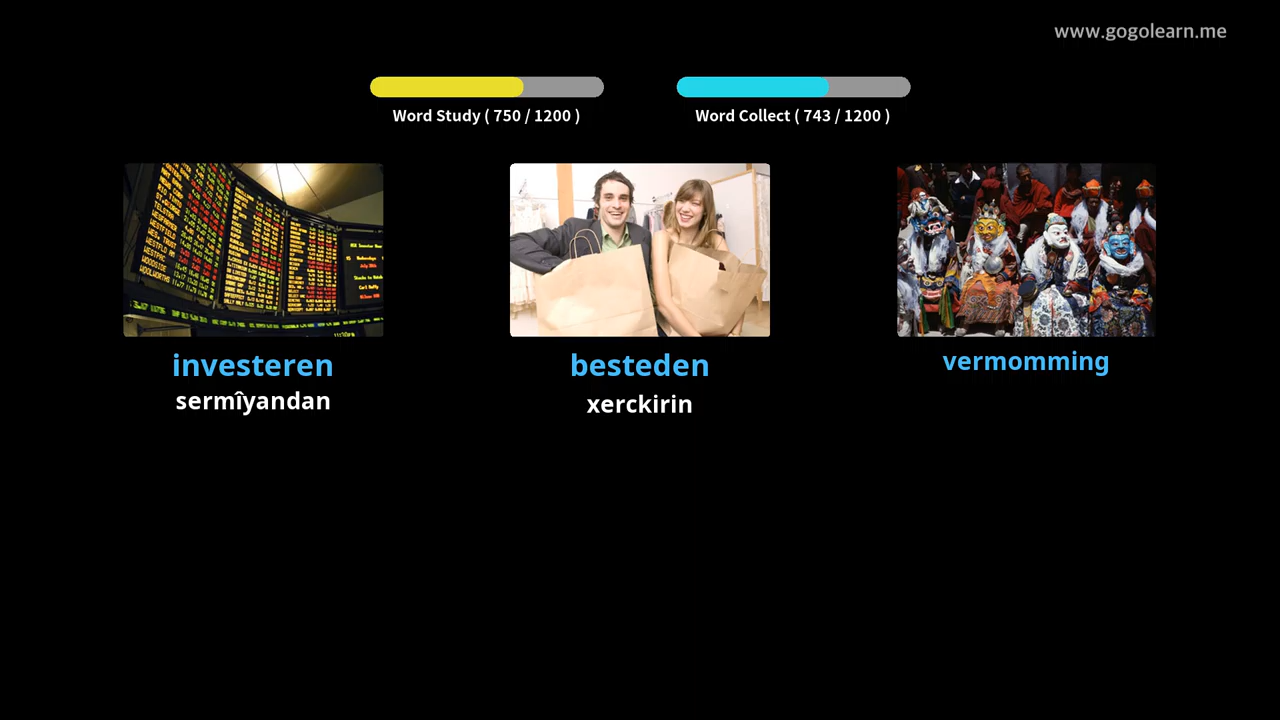 www.gogolearn.me
Word Study ( 750 / 1200 )
Word Collect ( 743 / 1200 )
investeren
sermîyandan
besteden
xerckirin
vermomming